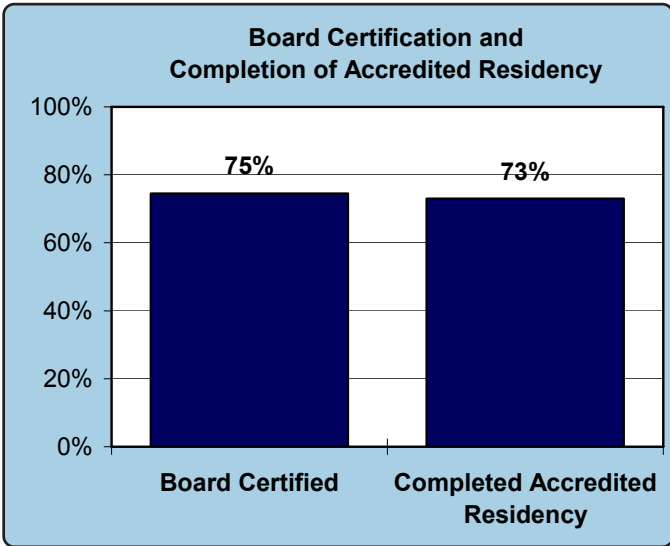 Board Certification and
Completion of Accredited Residency
100%
80%
60%
40%
20%
0%
75%
73%
Board Certified
Completed Accredited
Residency